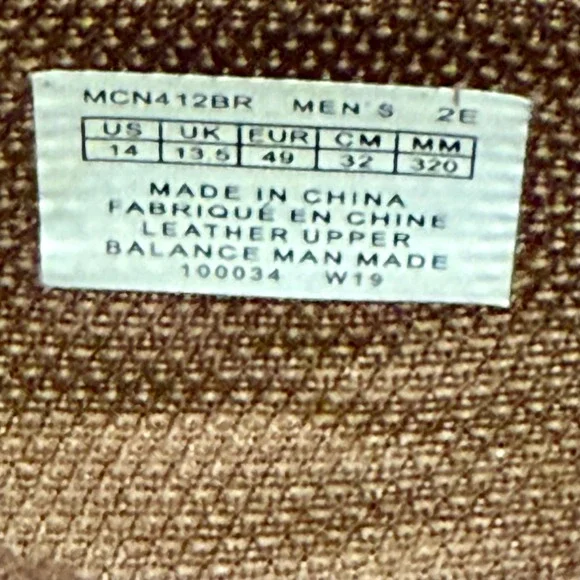 MCN412BR MEN'S 2E
US UK EUR CM MM
14 13.5 49 32 320
MADE IN CHINA
FABRIQUÉ EN CHINE
LEATHER UPPER
BALANCE MAN MADE
100034 W19